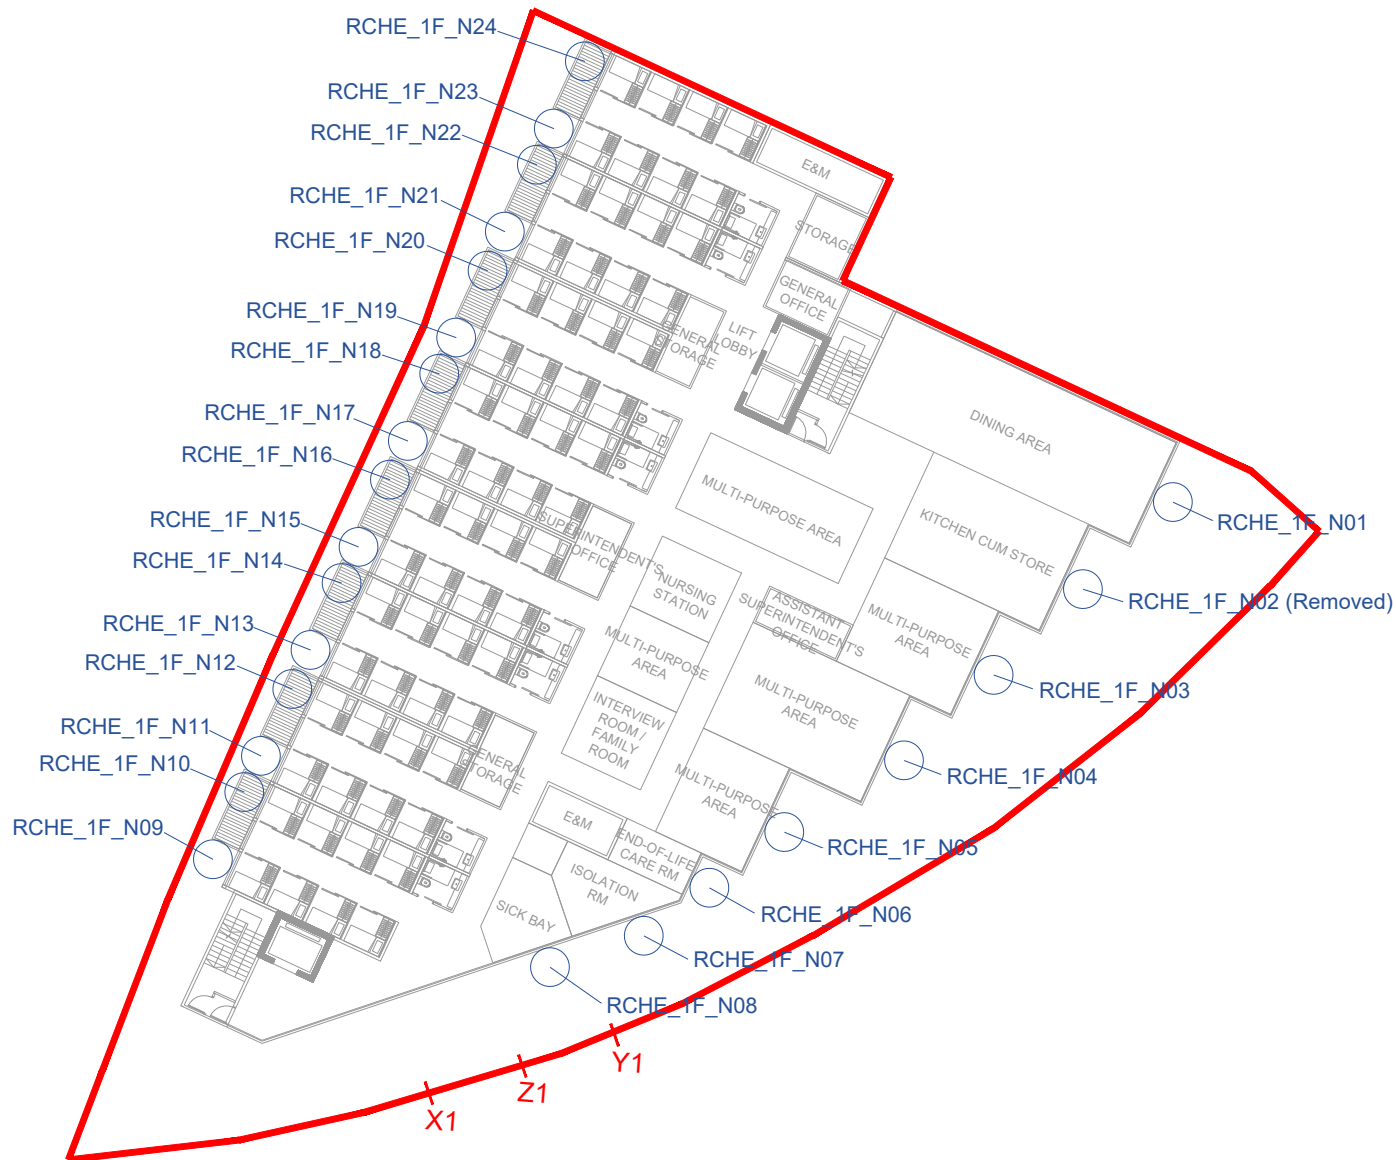 RCHE_1F_N24
RCHE_1F_N23
RCHE_1F_N22
RCHE_1F_N21
RCHE_1F_N20
RCHE_1F_N19
RCHE_1F_N18
RCHE_1F_N17
RCHE_1F_N16
RCHE_1F_N15
RCHE_1F_N14
RCHE_1F_N13
RCHE_1F_N12
RCHE_1F_N11
RCHE_1F_N10
RCHE_1F_N09
E&M
STORAGE
GENERAL
OFFICE
LIFT
LOBBY
GENERAL
STORAGE
DINING AREA
MULTI-PURPOSE AREA
KITCHEN CUM STORE
SUPERINTENDENT'S
OFFICE
NURSING
STATION
ASSISTANT
SUPERINTENDENT'S
OFFICE
MULTI-PURPOSE
AREA
MULTI-PURPOSE
AREA
MULTI-PURPOSE
AREA
INTERVIEW
ROOM /
FAMILY
ROOM
GENERAL
STORAGE
MULTI-PURPOSE
AREA
E&M
END-OF-LIFE
CARE RM
ISOLATION
RM
SICK BAY
RCHE_1F_N01
RCHE_1F_N02 (Removed)
RCHE_1F_N03
RCHE_1F_N04
RCHE_1F_N05
RCHE_1F_N06
RCHE_1F_N07
RCHE_1F_N08
Y1
Z1
X1